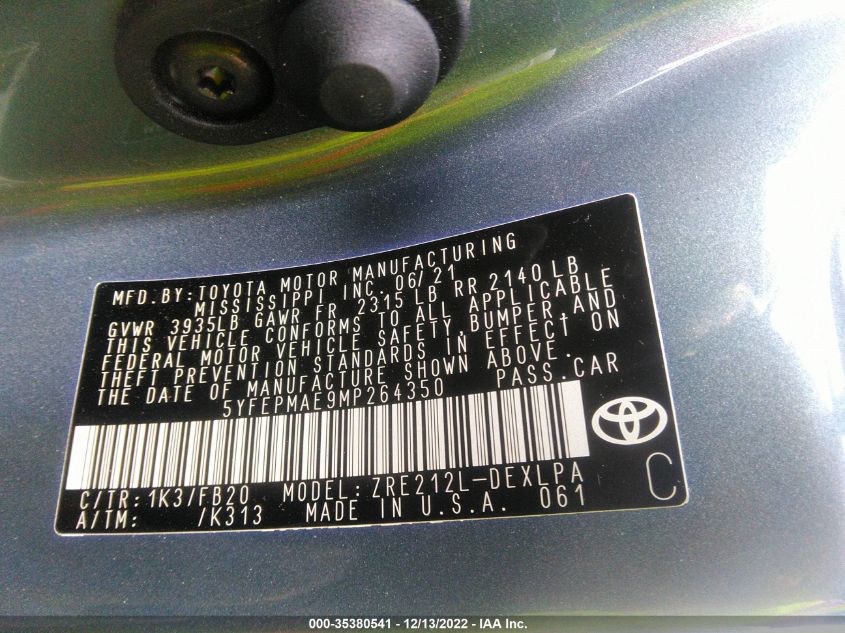 MFD.BY:TOYOTA MOTOR MANUFACTURING
MISSISSIPPI INC. 06/21
GVWR 3935LB GAWR FR 2315 LB RR 2140 LB
THIS VEHICLE CONFORMS TO ALL APPLICABLE
FEDERAL MOTOR VEHICLE SAFETY,BUMPER,AND
THEFT PREVENTION STANDARDS IN EFFECT ON
THE DATE OF MANUFACTURE SHOWN ABOVE.
5YFEPMAE9MP264350 PASS.CAR
C/TR:1K3/FB20 MODEL:ZRE212L-DEXLPA
A/TM: /K313 MADE IN U.S.A. 061
C
000-35380541 - 12/13/2022 - IAA Inc.